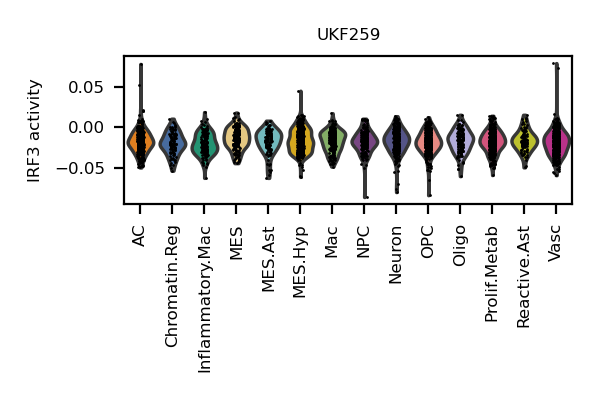 UKF259
IRF3 activity
0.05
0.00
−0.05
AC
Chromatin.Reg
Inflammatory.Mac
MES
MES.Ast
MES.Hyp
Mac
NPC
Neuron
OPC
Oligo
Prolif.Metab
Reactive.Ast
Vasc